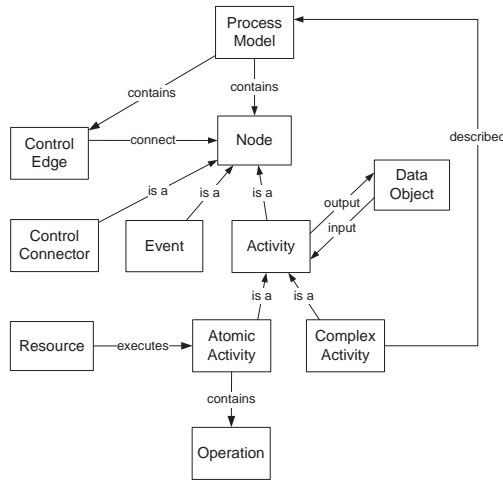 Process
Model
contains
contains
Control
Edge
connect
Node
described
is a
is a
is a
output
input
Data
Object
Control
Connector
Event
Activity
is a
is a
Resource
executes
Atomic
Activity
Complex
Activity
contains
Operation